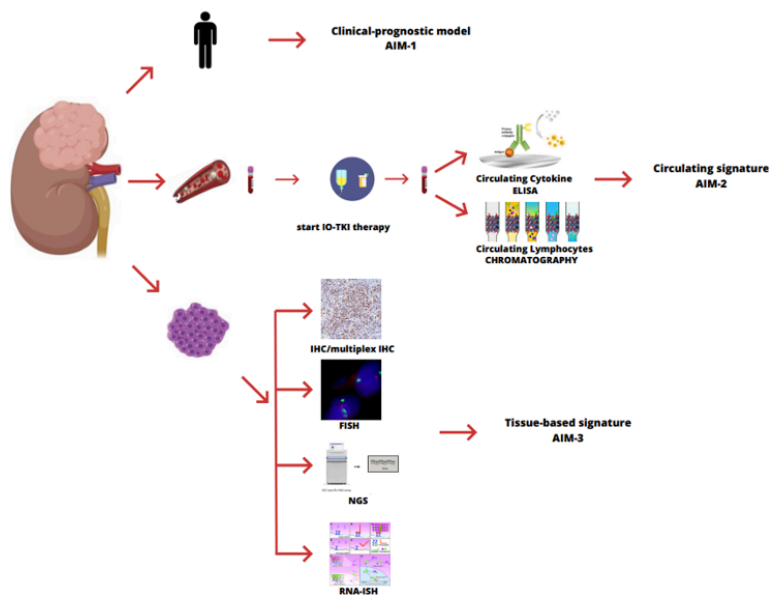 Clinical-prognostic model
AIM-1
start IO-TKI therapy
Circulating Cytokine
ELISA
Circulating Lymphocytes
CHROMATOGRAPHY
Circulating signature
AIM-2
IHC/multiplex IHC
FISH
NGS
RNA-ISH
Tissue-based signature
AIM-3